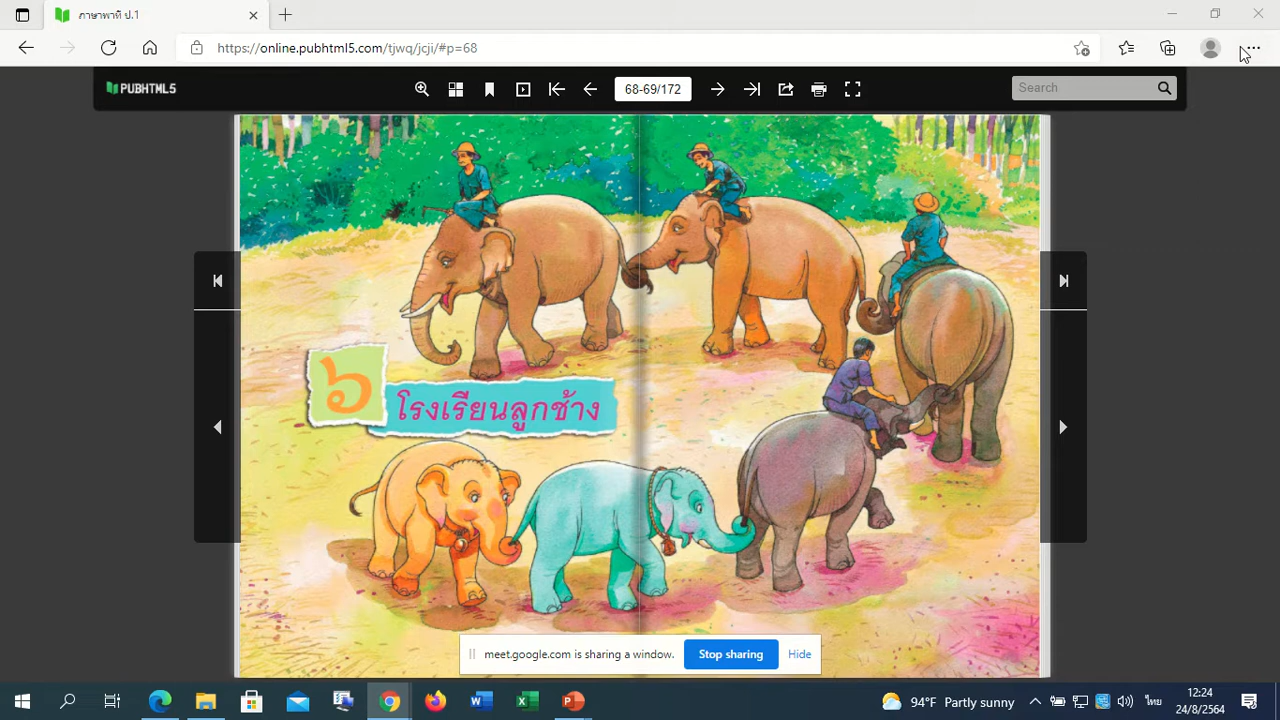 ภาษาพาที ป.1
https://online.pubhtml5.com/tjwq/jcji/#p=68
PUBHTML5
68-69/172
Search
๖
โรงเรียนลูกช้าง
meet.google.com is sharing a window.
Stop sharing
Hide
94°F Partly sunny
ไทย
12:24
24/8/2564